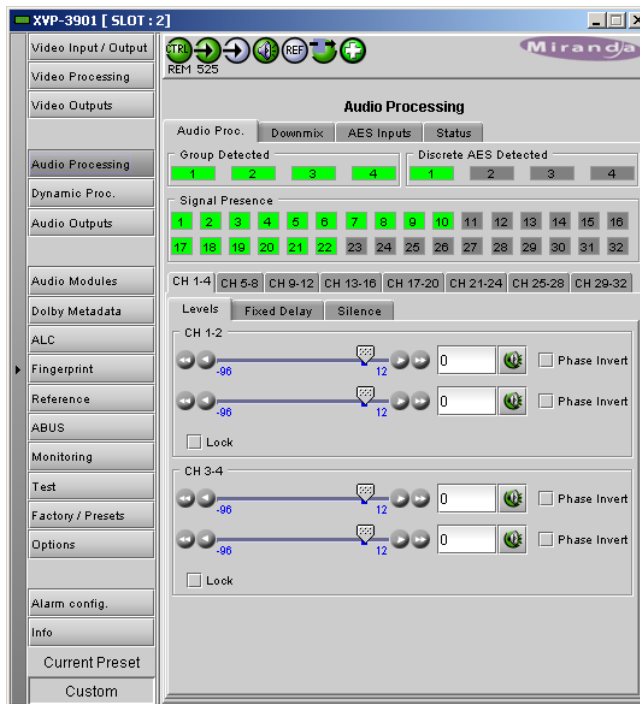 XVP-3901 [ SLOT : 2]
Video Input / Output
Video Processing
Video Outputs
Audio Processing
Dynamic Proc.
Audio Outputs
Audio Modules
Dolby Metadata
ALC
Fingerprint
Reference
ABUS
Monitoring
Test
Factory / Presets
Options
Alarm config.
Info
Current Preset
Custom
CTRL REF
REM 525
Miranda
Audio Processing
Audio Proc. Downmix AES Inputs Status
Group Detected Discrete AES Detected
1 2 3 4 1 2 3 4
Signal Presence
1 2 3 4 5 6 7 8 9 10 11 12 13 14 15 16
17 18 19 20 21 22 23 24 25 26 27 28 29 30 31 32
CH 1-4 CH 5-8 CH 9-12 CH 13-16 CH 17-20 CH 21-24 CH 25-28 CH 29-32
Levels Fixed Delay Silence
CH 1-2
-96 12 0 Phase Invert
-96 12 0 Phase Invert
Lock
CH 3-4
-96 12 0 Phase Invert
-96 12 0 Phase Invert
Lock